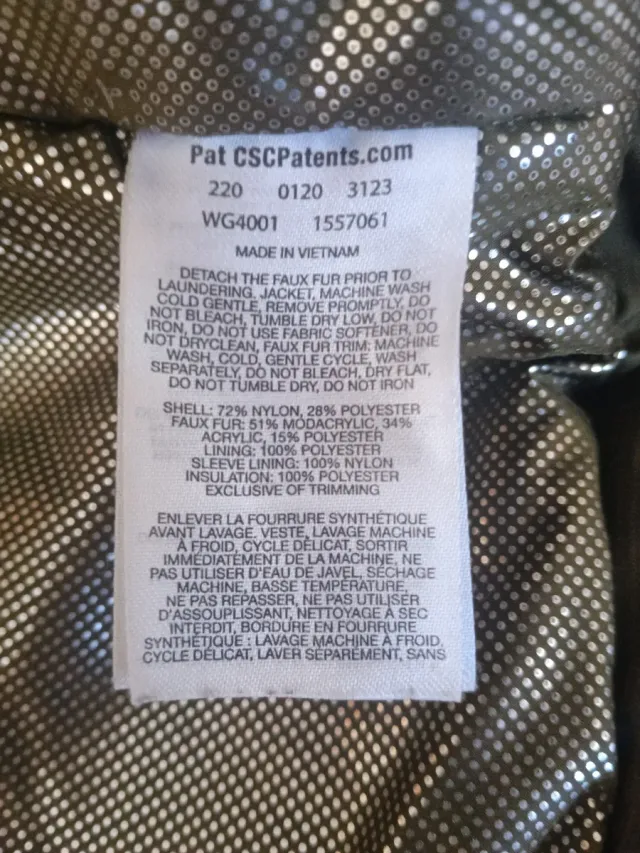 Pat CSCPatents.com
220 0120 3123
WG4001 1557061
MADE IN VIETNAM
DETACH THE FAUX FUR PRIOR TO
LAUNDERING. JACKET, MACHINE WASH
COLD GENTLE, REMOVE PROMPTLY, DO
NOT BLEACH, TUMBLE DRY LOW, DO NOT
IRON, DO NOT USE FABRIC SOFTENER, DO
NOT DRYCLEAN, FAUX FUR TRIM: MACHINE
WASH, COLD, GENTLE CYCLE, WASH
SEPARATELY, DO NOT BLEACH, DRY FLAT,
DO NOT TUMBLE DRY, DO NOT IRON
SHELL: 72% NYLON, 28% POLYESTER
FAUX FUR: 51% MODACRYLIC, 34%
ACRYLIC, 15% POLYESTER
LINING: 100% POLYESTER
SLEEVE LINING: 100% NYLON
INSULATION: 100% POLYESTER
EXCLUSIVE OF TRIMMING
ENLEVER LA FOURRURE SYNTHÉTIQUE
AVANT LAVAGE. VESTE, LAVAGE MACHINE
À FROID, CYCLE DÉLICAT, SORTIR
IMMÉDIATEMENT DE LA MACHINE, NE
PAS UTILISER D'EAU DE JAVEL, SÉCHAGE
MACHINE, BASSE TEMPÉRATURE,
NE PAS REPASSER, NE PAS UTILISER
D'ASSOUPLISSANT, NETTOYAGE À SEC
INTERDIT, BORDURE EN FOURRURE
SYNTHÉTIQUE : LAVAGE MACHINE À FROID,
CYCLE DÉLICAT, LAVER SÉPARÉMENT, SANS